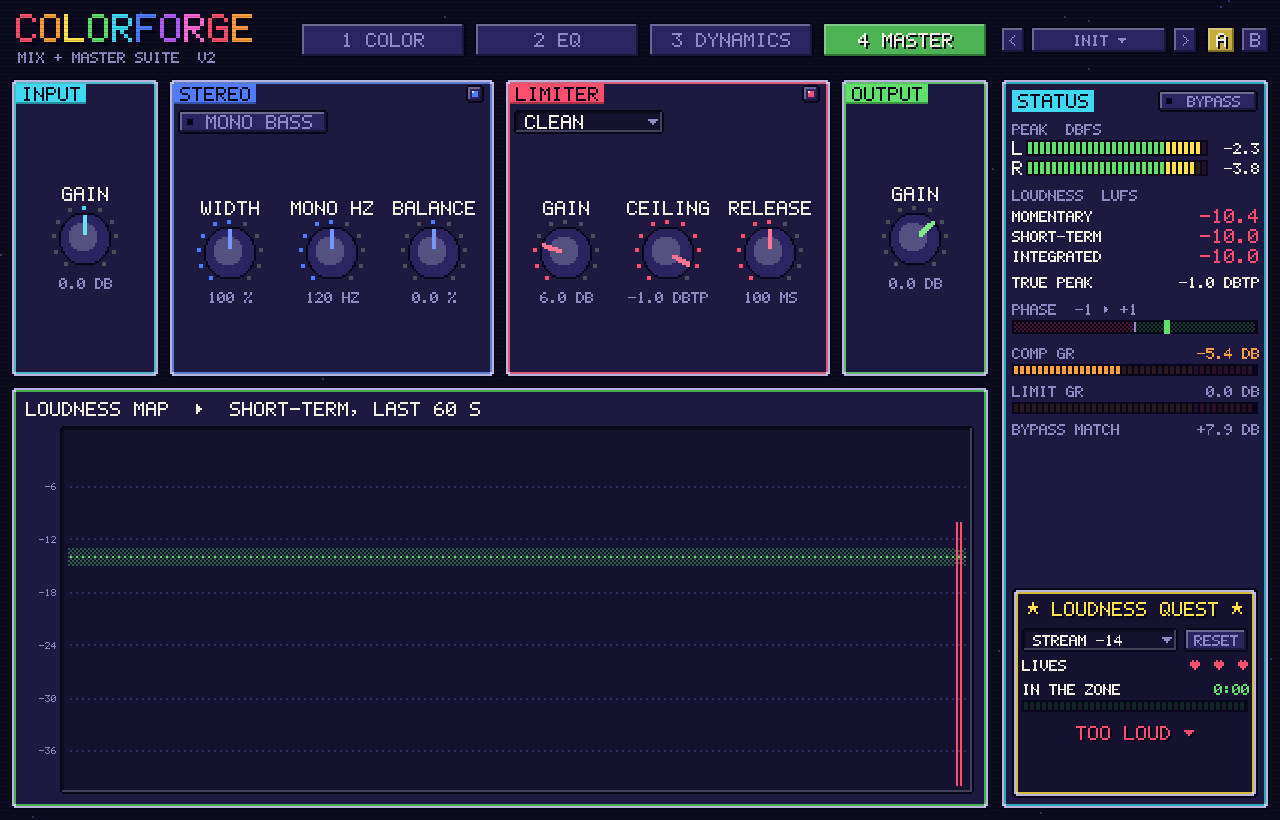 COLORFORGE
MIX + MASTER SUITE V2
1 COLOR
2 EQ
3 DYNAMICS
4 MASTER
<
INIT
>
A
B
INPUT
GAIN
0.0 DB
STEREO
MONO BASS
WIDTH
MONO HZ
BALANCE
100 %
120 HZ
0.0 %
LIMITER
CLEAN
GAIN
CEILING
RELEASE
6.0 DB
-1.0 DBTP
100 MS
OUTPUT
GAIN
0.0 DB
LOUDNESS MAP SHORT-TERM, LAST 60 S
-6
-12
-18
-24
-30
-36
STATUS
BYPASS
PEAK DBFS
L -2.3
R -3.8
LOUDNESS LUFS
MOMENTARY -10.4
SHORT-TERM -10.0
INTEGRATED -10.0
TRUE PEAK -1.0 DBTP
PHASE -1 +1
COMP GR -5.4 DB
LIMIT GR 0.0 DB
BYPASS MATCH +7.9 DB
LOUDNESS QUEST
STREAM -14
RESET
LIVES
IN THE ZONE 0:00
TOO LOUD